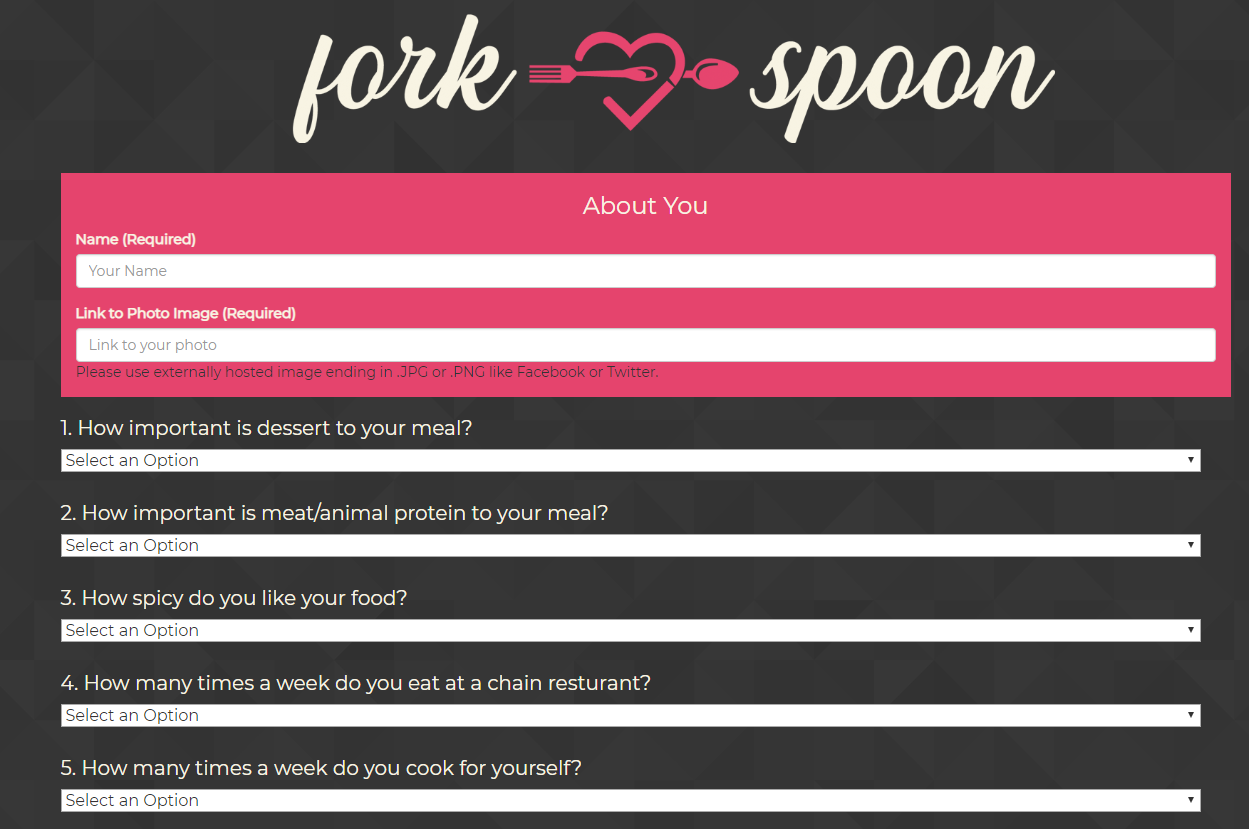 fork spoon
About You
Name (Required)
Your Name
Link to Photo Image (Required)
Link to your photo
Please use externally hosted image ending in .JPG or .PNG like Facebook or Twitter.
1. How important is dessert to your meal?
Select an Option
2. How important is meat/animal protein to your meal?
Select an Option
3. How spicy do you like your food?
Select an Option
4. How many times a week do you eat at a chain resturant?
Select an Option
5. How many times a week do you cook for yourself?
Select an Option